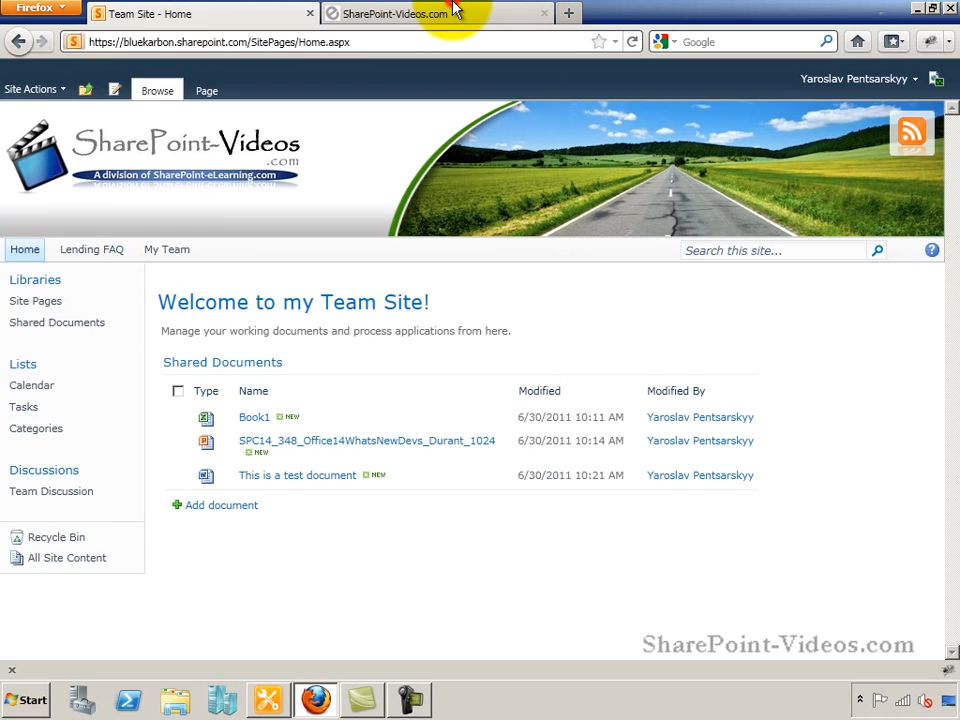 Firefox
Team Site - Home
SharePoint-Videos.com
https://bluekarbon.sharepoint.com/SitePages/Home.aspx
Google
Site Actions
Browse
Page
Yaroslav Pentsarskyy
SharePoint-Videos
.com
A division of SharePoint-eLearning.com
Home
Lending FAQ
My Team
Search this site...
Libraries
Site Pages
Shared Documents
Lists
Calendar
Tasks
Categories
Discussions
Team Discussion
Recycle Bin
All Site Content
Welcome to my Team Site!
Manage your working documents and process applications from here.
Shared Documents
Type Name Modified Modified By
Book1 NEW 6/30/2011 10:11 AM Yaroslav Pentsarskyy
SPC14_348_Office14WhatsNewDevs_Durant_1024 6/30/2011 10:14 AM Yaroslav Pentsarskyy
NEW
This is a test document NEW 6/30/2011 10:21 AM Yaroslav Pentsarskyy
Add document
SharePoint-Videos.com
Start